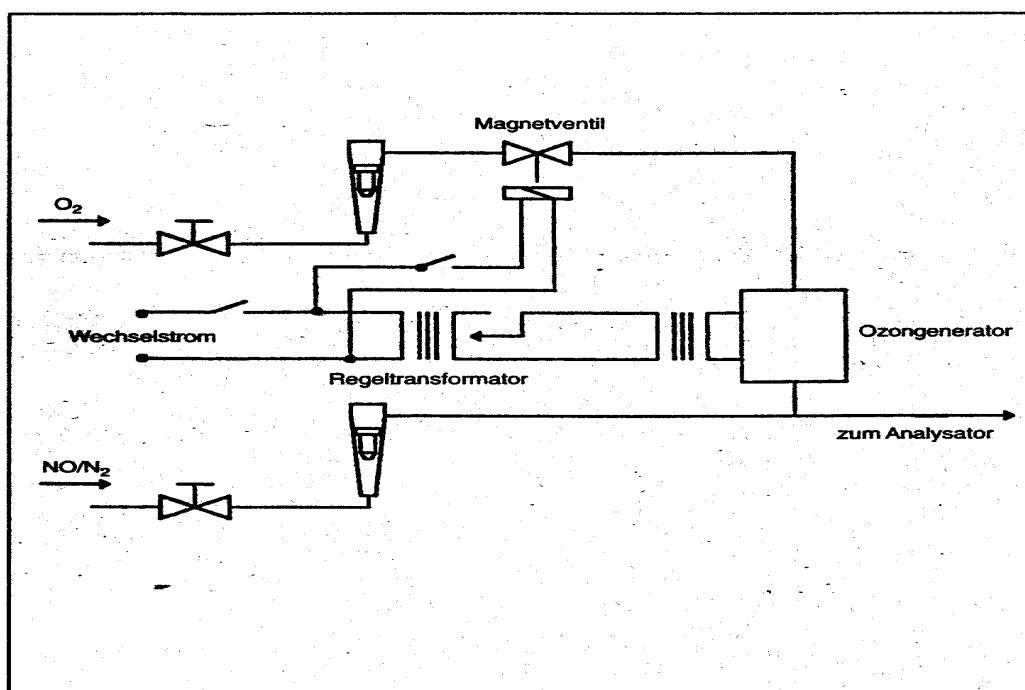 Magnetventil
O₂
Wechselstrom
Ozongenerator
Regeltransformator
zum Analysator
NO/N₂